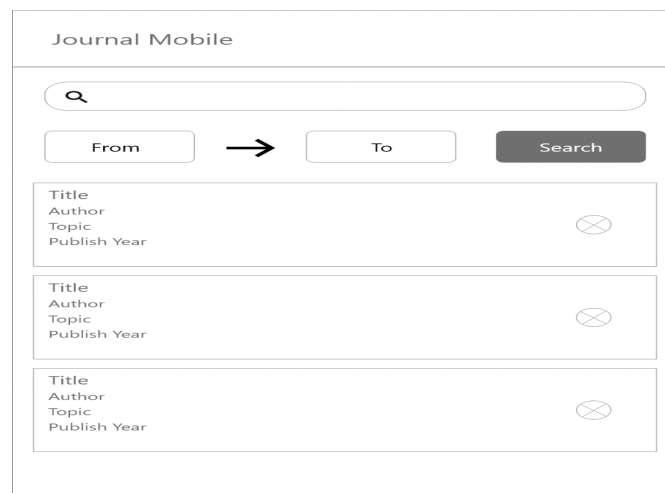 Journal Mobile
From
To
Search
Title
Author
Topic
Publish Year
Title
Author
Topic
Publish Year
Title
Author
Topic
Publish Year